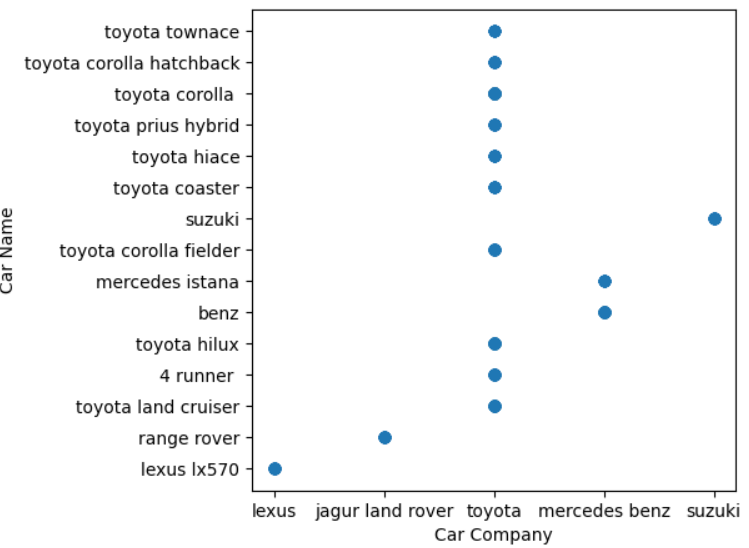 toyota townace
toyota corolla hatchback
toyota corolla
toyota prius hybrid
toyota hiace
toyota coaster
suzuki
toyota corolla fielder
mercedes istana
benz
toyota hilux
4 runner
toyota land cruiser
range rover
lexus lx570
Car Name
lexus jagur land rover toyota mercedes benz suzuki
Car Company